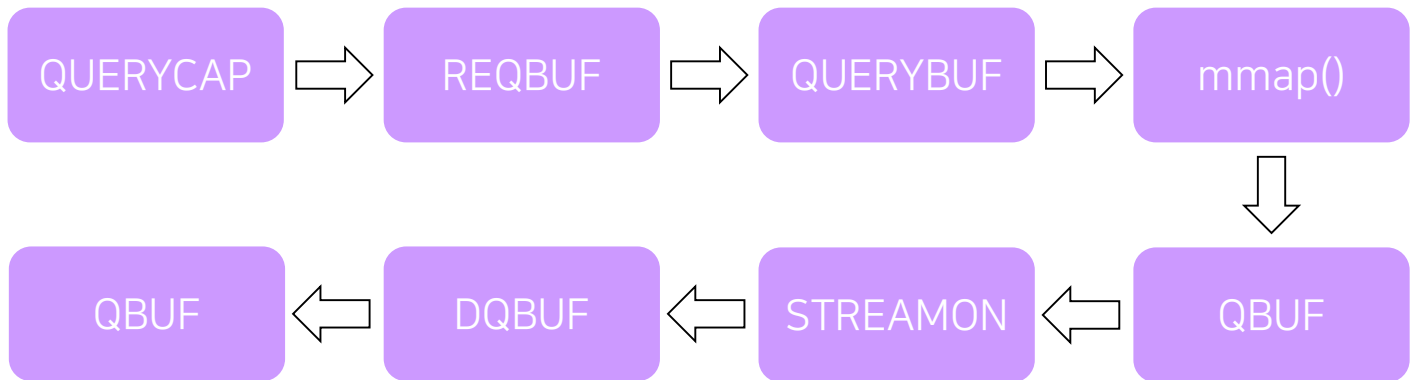 QUERYCAP
REQBUF
QUERYBUF
mmap()
QBUF
STREAMON
DQBUF
QBUF